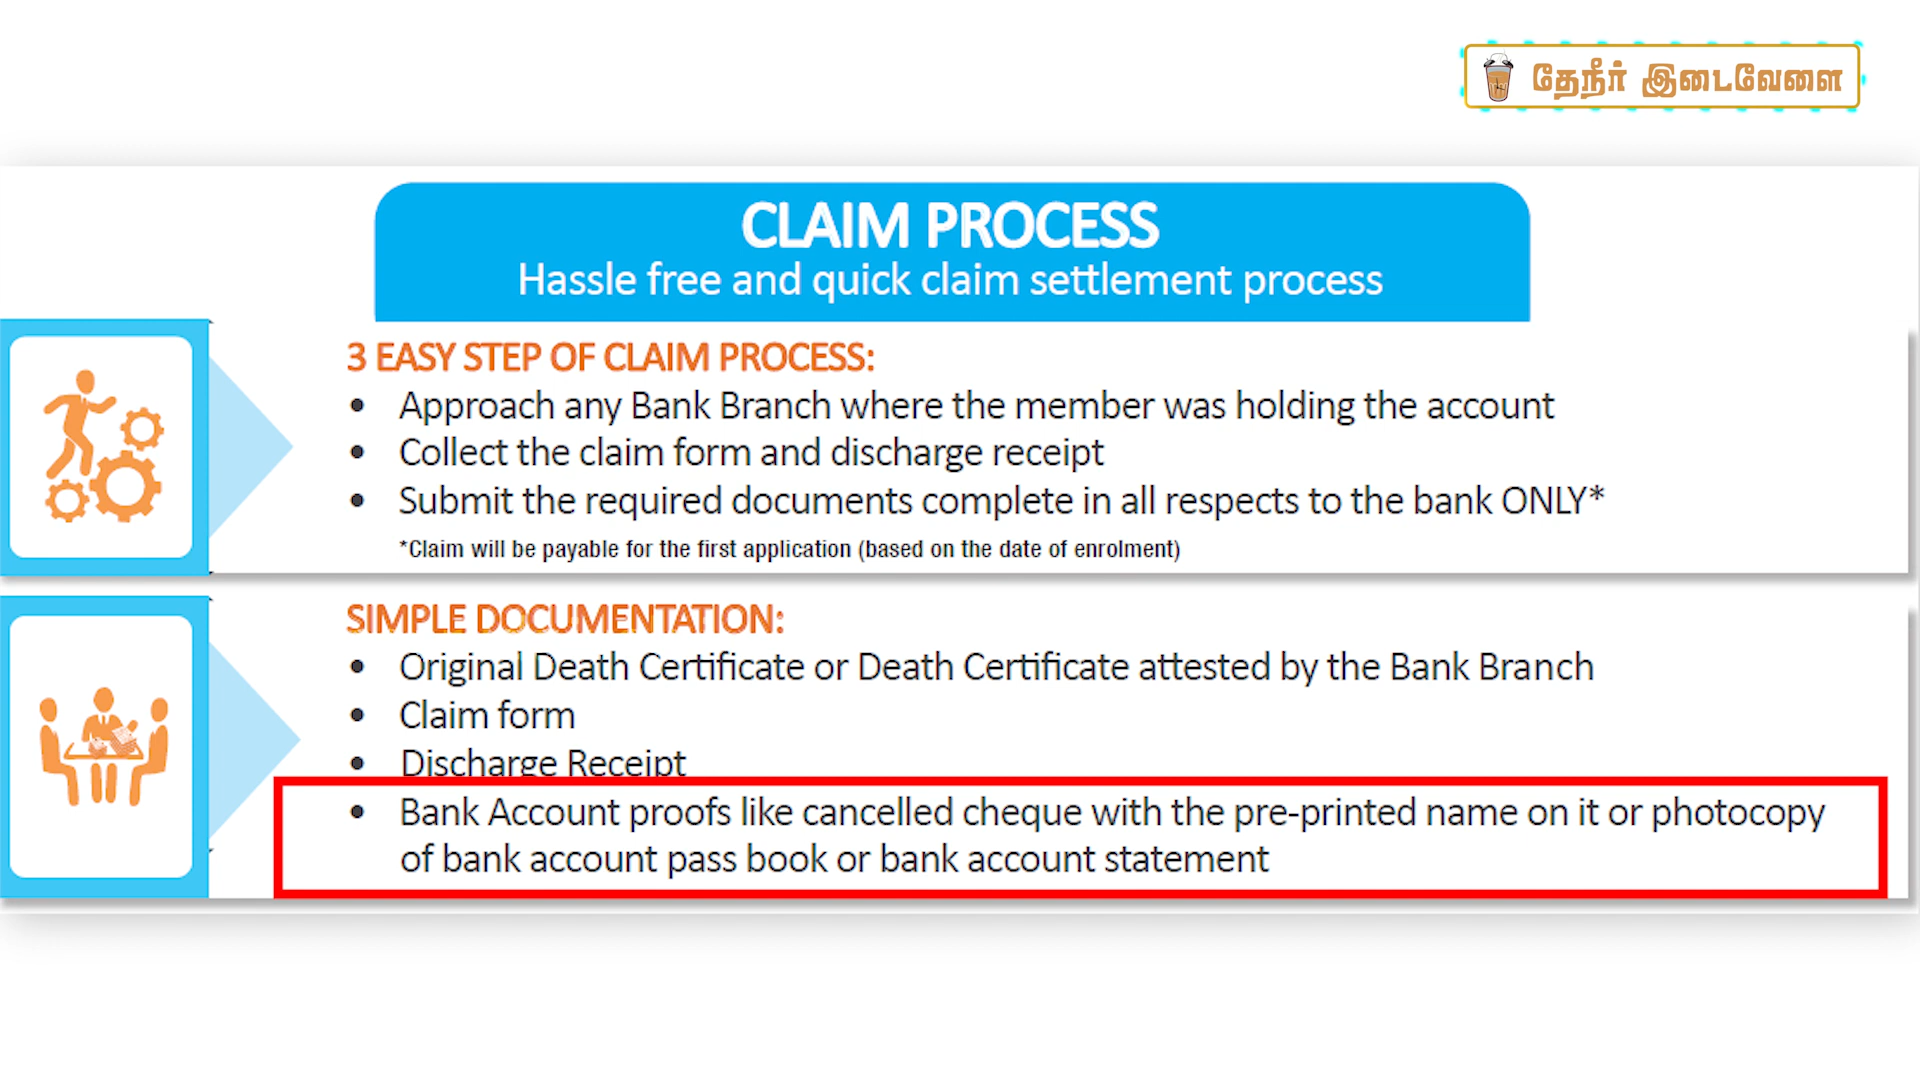 தேநீர் இடைவேளை
CLAIM PROCESS
Hassle free and quick claim settlement process
3 EASY STEP OF CLAIM PROCESS:
• Approach any Bank Branch where the member was holding the account
• Collect the claim form and discharge receipt
• Submit the required documents complete in all respects to the bank ONLY*
*Claim will be payable for the first application (based on the date of enrolment)
SIMPLE DOCUMENTATION:
• Original Death Certificate or Death Certificate attested by the Bank Branch
• Claim form
• Discharge Receipt
• Bank Account proofs like cancelled cheque with the pre-printed name on it or photocopy
of bank account pass book or bank account statement